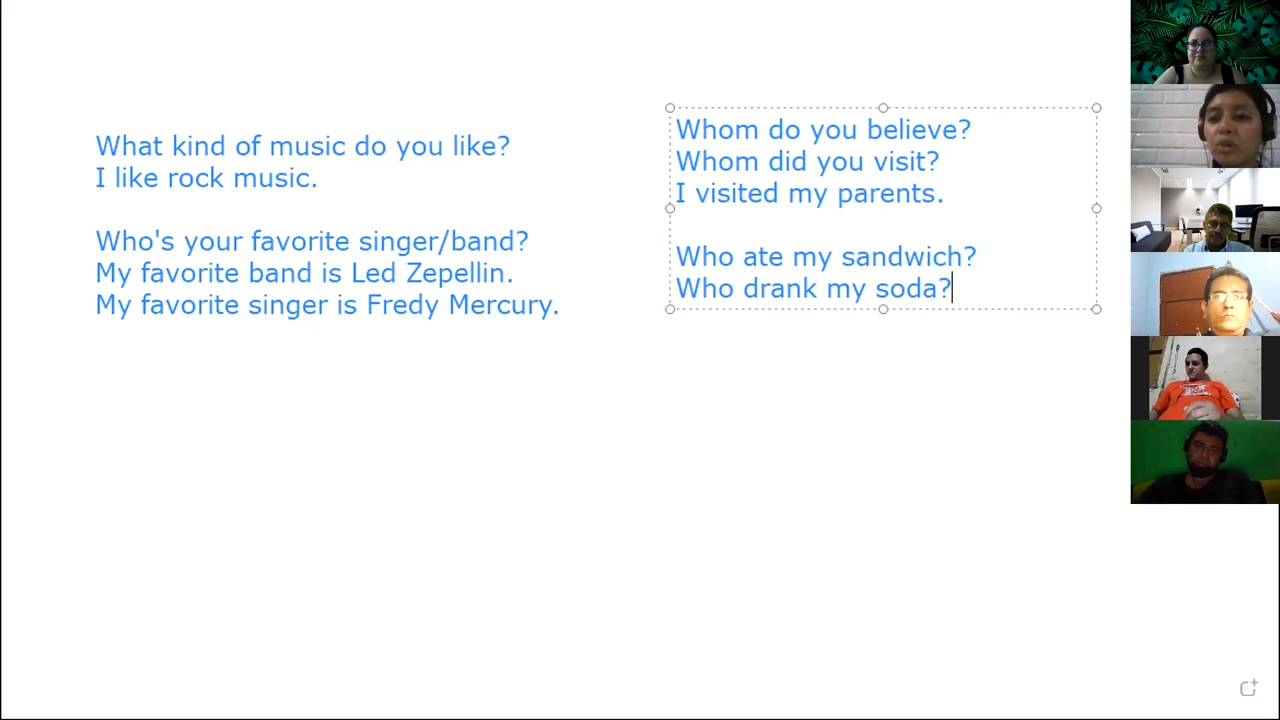 What kind of music do you like?
I like rock music.
Who's your favorite singer/band?
My favorite band is Led Zepellin.
My favorite singer is Fredy Mercury.
Whom do you believe?
Whom did you visit?
I visited my parents.
Who ate my sandwich?
Who drank my soda?